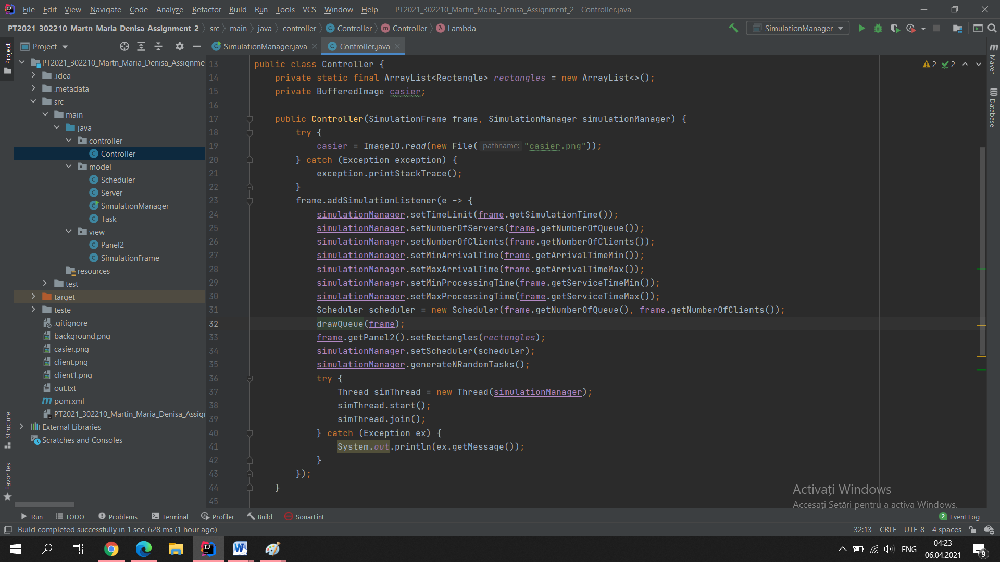 File Edit View Navigate Code Analyze Refactor Build Run Tools VCS Window Help PT2021_302210_Martin_Maria_Denisa_Assignment_2 - Controller.java
PT2021_302210_Martn_Maria_Denisa_Assignment_2 src main java controller Controller Controller Lambda SimulationManager
Project SimulationManager.java Controller.java
Project
PT2021_302210_Martn_Maria_Denisa_Assignme
.idea
.metadata
src
main
java
controller
Controller
model
Scheduler
Server
SimulationManager
Task
view
Panel2
SimulationFrame
resources
test
target
teste
.gitignore
background.png
casier.png
client.png
client1.png
out.txt
pom.xml
PT2021_302210_Martin_Maria_Denisa_Assigr
External Libraries
Scratches and Consoles
Structure
Favorites
2 2
13 public class Controller {
14 private static final ArrayList<Rectangle> rectangles = new ArrayList<>();
15 private BufferedImage casier;
16
17 public Controller(SimulationFrame frame, SimulationManager simulationManager) {
18 try {
19 casier = ImageIO.read(new File( pathname: "casier.png"));
20 } catch (Exception exception) {
21 exception.printStackTrace();
22 }
23 frame.addSimulationListener(e -> {
24 simulationManager.setTimeLimit(frame.getSimulationTime());
25 simulationManager.setNumberOfServers(frame.getNumberOfQueue());
26 simulationManager.setNumberOfClients(frame.getNumberOfClients());
27 simulationManager.setMinArrivalTime(frame.getArrivalTimeMin());
28 simulationManager.setMaxArrivalTime(frame.getArrivalTimeMax());
29 simulationManager.setMinProcessingTime(frame.getServiceTimeMin());
30 simulationManager.setMaxProcessingTime(frame.getServiceTimeMax());
31 Scheduler scheduler = new Scheduler(frame.getNumberOfQueue(), frame.getNumberOfClients());
32 drawQueue(frame);
33 frame.getPanel2().setRectangles(rectangles);
34 simulationManager.setScheduler(scheduler);
35 simulationManager.generateNRandomTasks();
36 try {
37 Thread simThread = new Thread(simulationManager);
38 simThread.start();
39 simThread.join();
40 } catch (Exception ex) {
41 System.out.println(ex.getMessage());
42 }
43 });
44 }
45
Maven
Database
Activați Windows
Accesați Setări pentru a activa Windows.
Run TODO Problems Terminal Profiler Build SonarLint 2 Event Log
Build completed successfully in 1 sec, 628 ms (1 hour ago) 32:13 CRLF UTF-8 4 spaces
ENG 04:23
06.04.2021 9